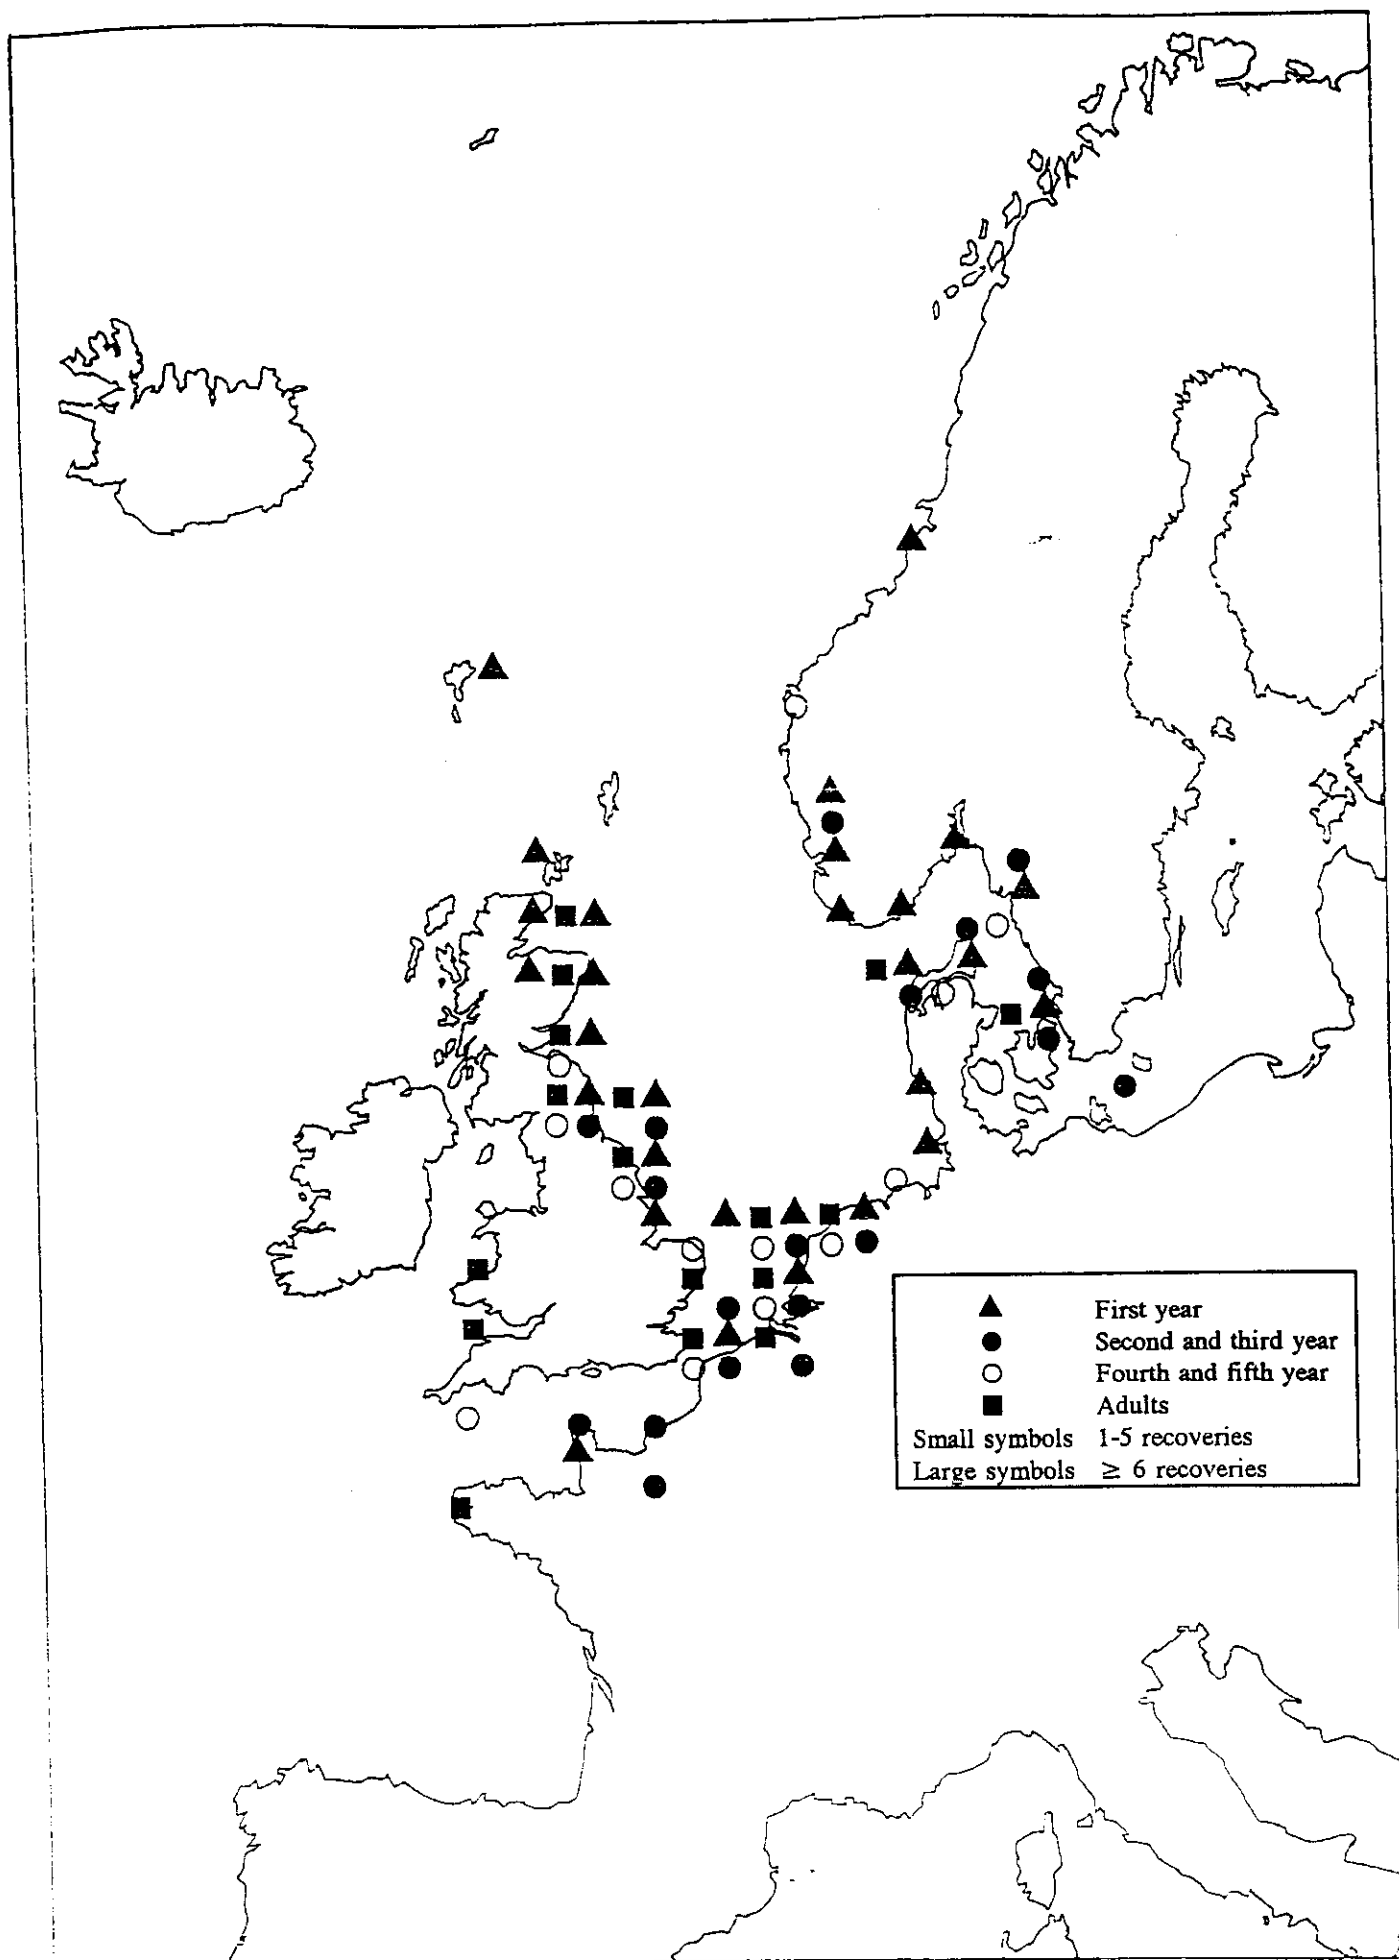 First year
Second and third year
Fourth and fifth year
Adults
Small symbols 1-5 recoveries
Large symbols ≧ 6 recoveries